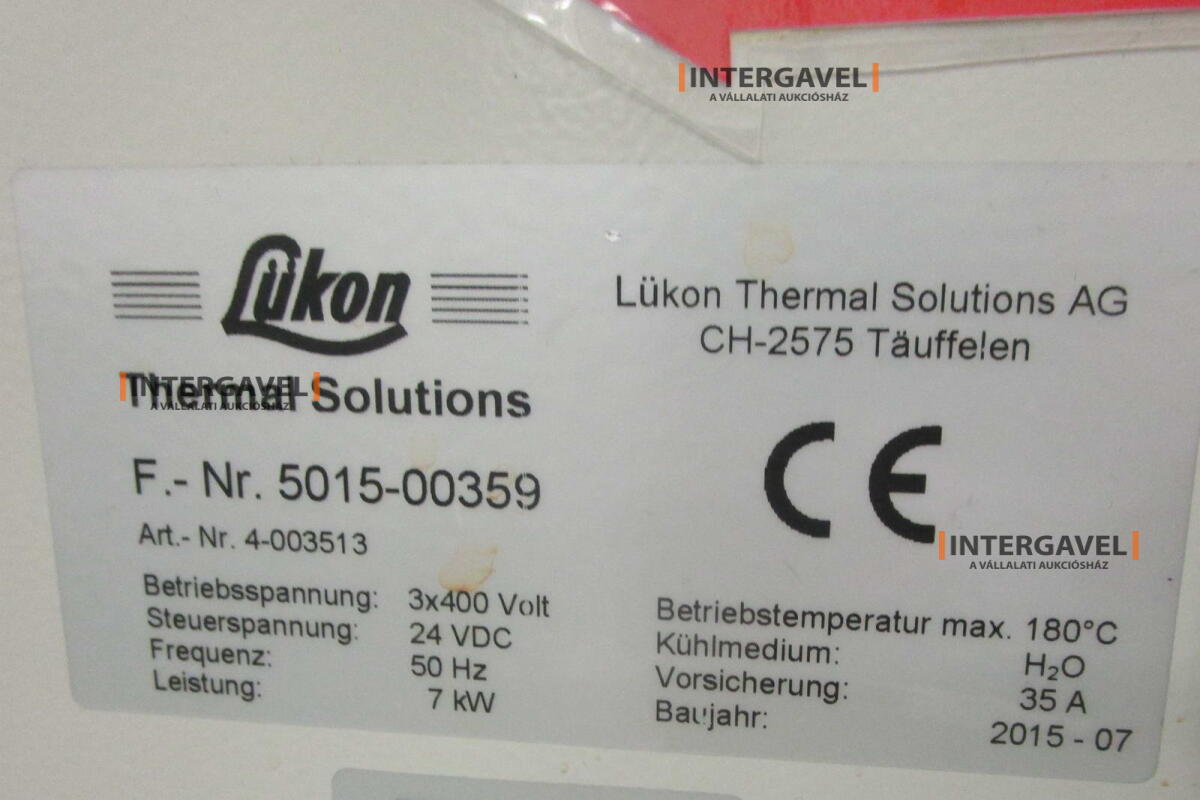 INTERGAVEL
A VÁLLALATI AUKCIÓSHÁZ
Lükon
Thermal Solutions
INTERGAVEL
A VÁLLALATI AUKCIÓSHÁZ
F.- Nr. 5015-00359
Art.- Nr. 4-003513
Betriebsspannung: 3x400 Volt
Steuerspannung: 24 VDC
Frequenz: 50 Hz
Leistung: 7 kW
Lükon Thermal Solutions AG
CH-2575 Täuffelen
CE
INTERGAVEL
A VÁLLALATI AUKCIÓSHÁZ
Betriebstemperatur max. 180°C
Kühlmedium: H₂O
Vorsicherung: 35 A
Baujahr: 2015 - 07